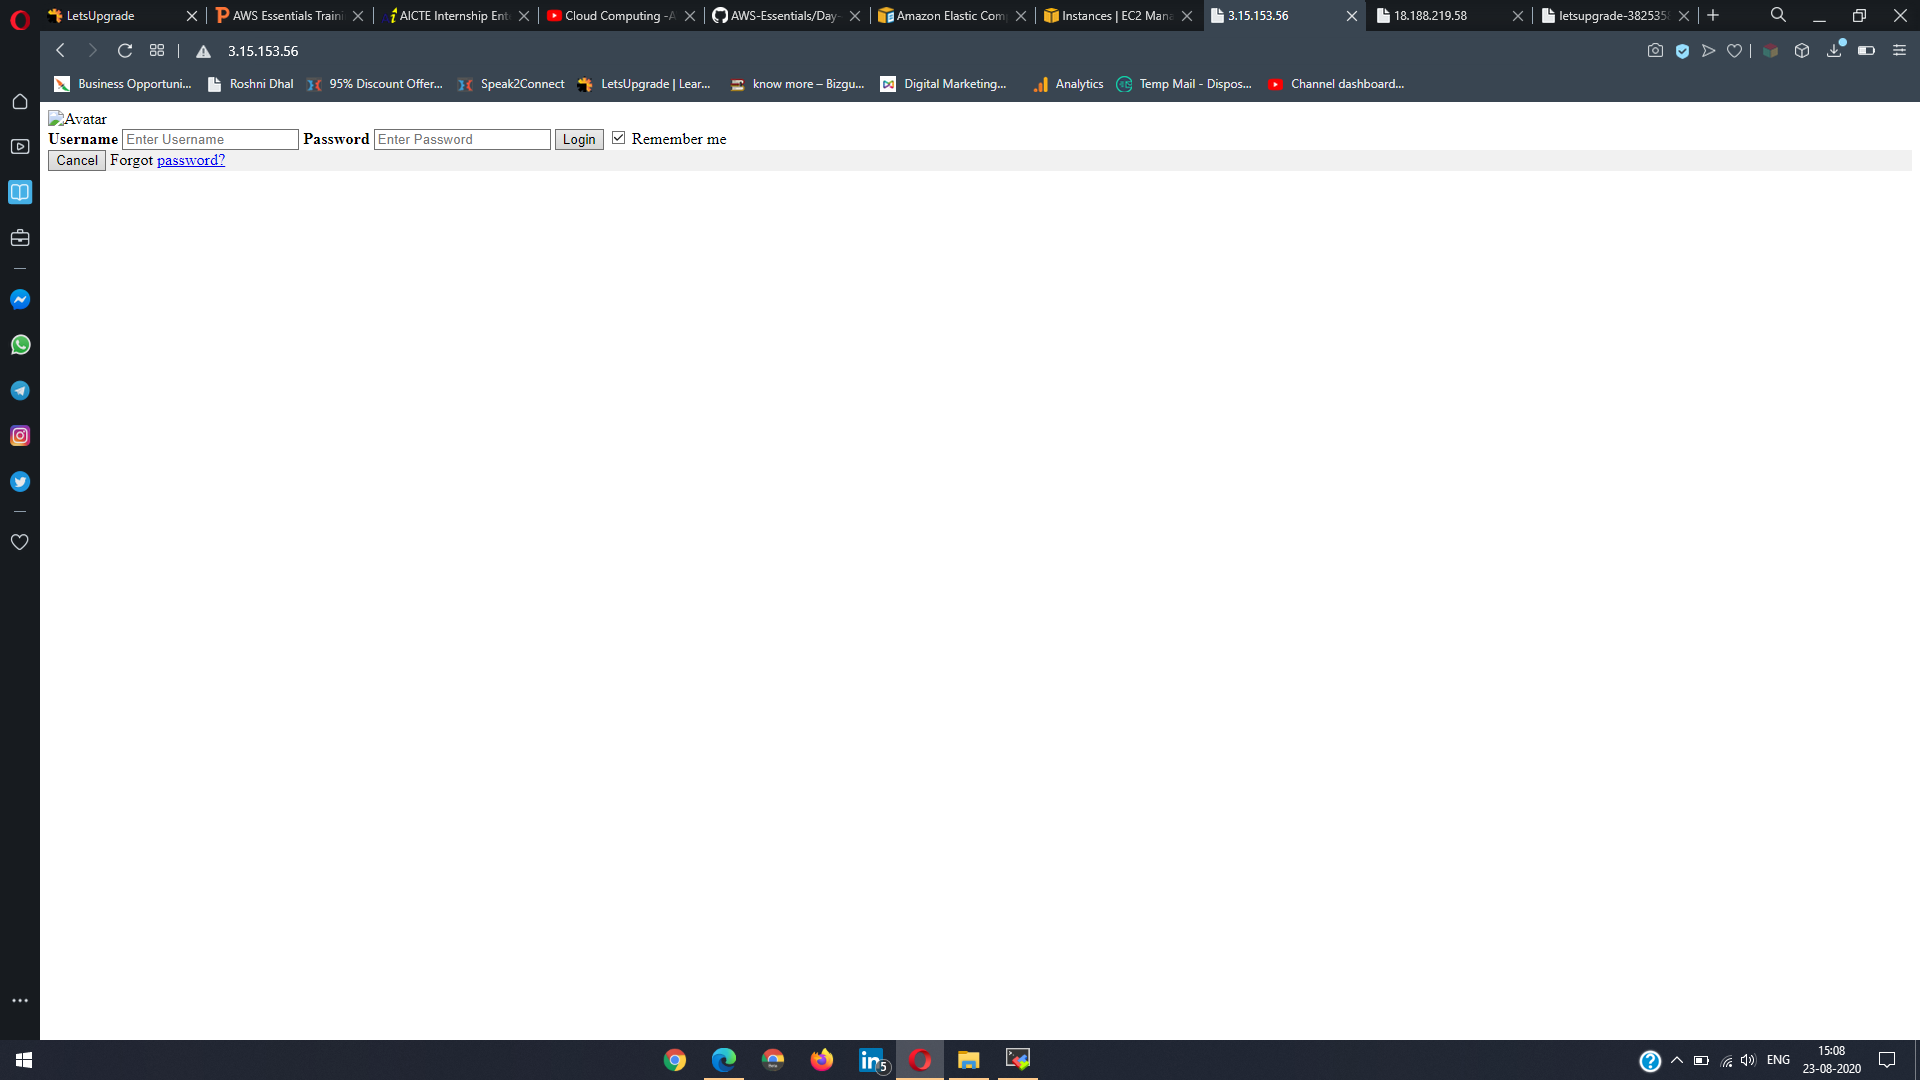 LetsUpgrade
AWS Essentials Traini
AICTE Internship Ent
Cloud Computing -A
AWS-Essentials/Day-
Amazon Elastic Comp
Instances | EC2 Mana
3.15.153.56
18.188.219.58
letsupgrade-3825358
3.15.153.56
Business Opportuni...
Roshni Dhal
95% Discount Offer...
Speak2Connect
LetsUpgrade | Lear...
know more – Bizgu...
Digital Marketing...
Analytics
Temp Mail - Dispos...
Channel dashboard...
Avatar
Username Enter Username Password Enter Password Login Remember me
Cancel Forgot password?
5
ENG
15:08
23-08-2020